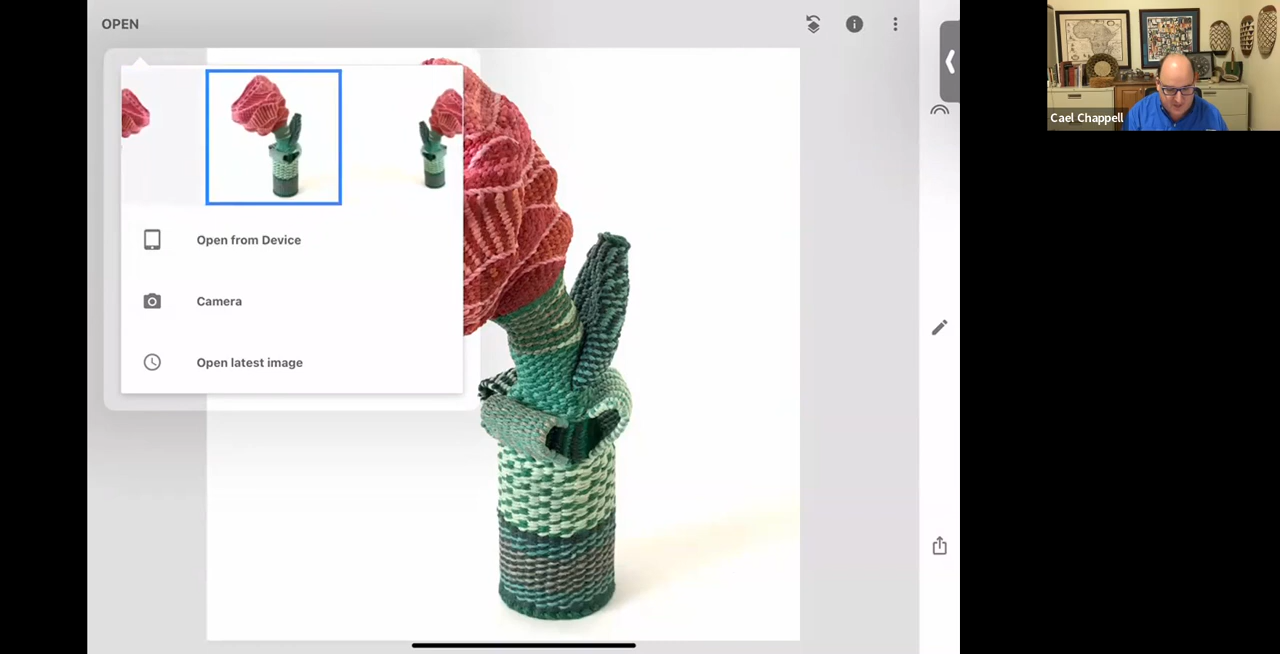 OPEN
Open from Device
Camera
Open latest image
Cael Chappell